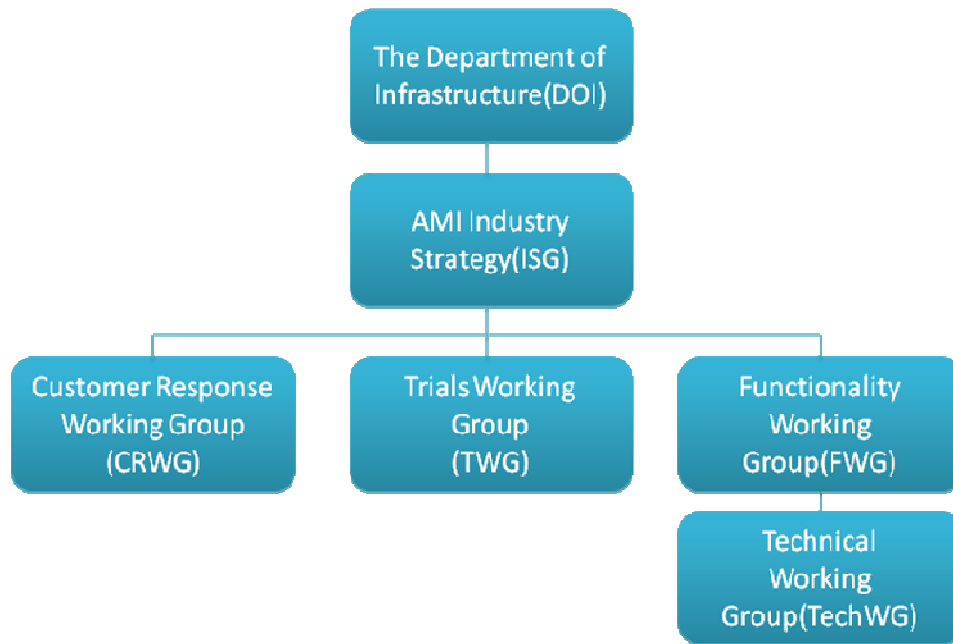 The Department of
Infrastructure(DOI)
AMI Industry
Strategy(ISG)
Customer Response
Working Group
(CRWG)
Trials Working
Group
(TWG)
Functionality
Working
Group(FWG)
Technical
Working
Group(TechWG)